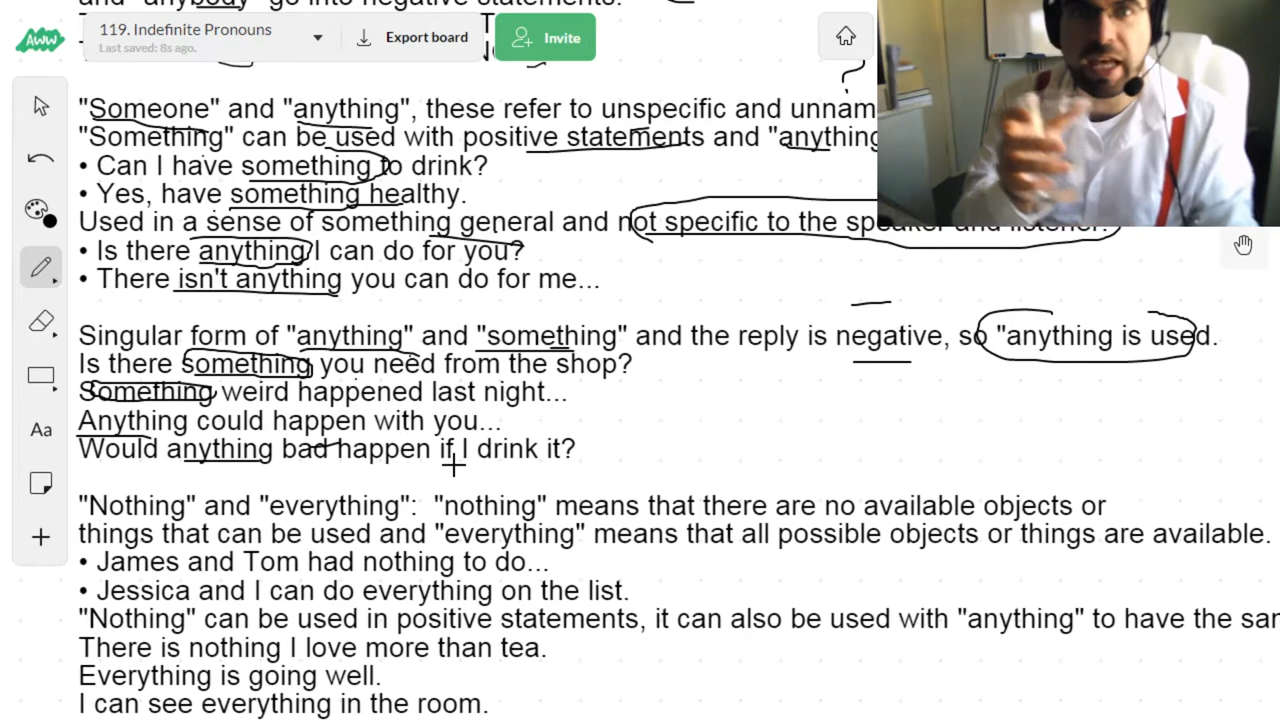 and "anybody" go into negative statements.
AWW
119. Indefinite Pronouns
Last saved: 8s ago.
Export board
Invite
"Someone" and "anything", these refer to unspecific and unnam
"Something" can be used with positive statements and "anything
• Can I have something to drink?
• Yes, have something healthy.
Used in a sense of something general and not specific to the speaker and listener.
• Is there anything I can do for you?
• There isn't anything you can do for me...
Singular form of "anything" and "something" and the reply is negative, so "anything is used.
Is there something you need from the shop?
Something weird happened last night...
Anything could happen with you...
Would anything bad happen if I drink it?
Aa
"Nothing" and "everything": "nothing" means that there are no available objects or
things that can be used and "everything" means that all possible objects or things are available.
• James and Tom had nothing to do...
• Jessica and I can do everything on the list.
"Nothing" can be used in positive statements, it can also be used with "anything" to have the sar
There is nothing I love more than tea.
Everything is going well.
I can see everything in the room.